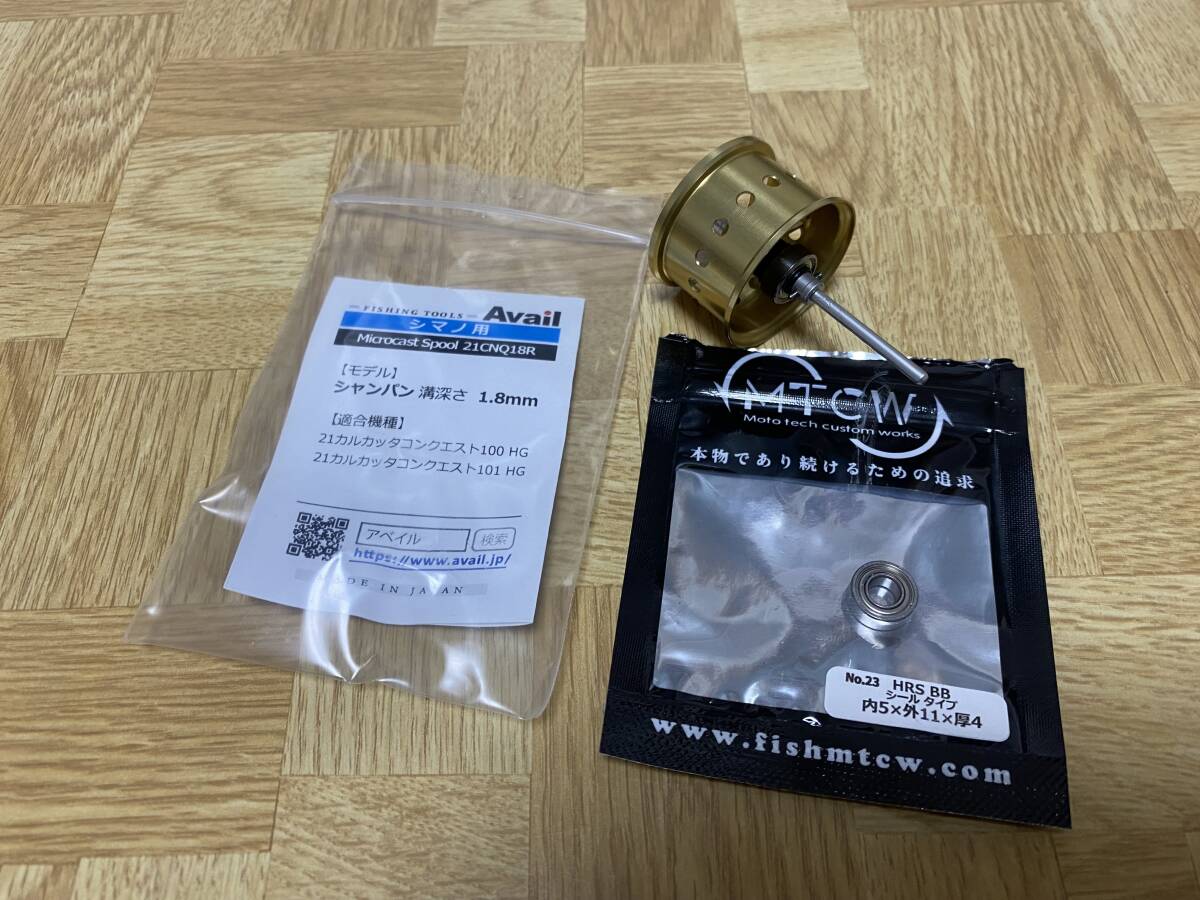 FISHING TOOLS Avail
シマノ用
Microcast Spool 21CNQ18R
【モデル】
シャンパン 溝深さ 1.8mm
【適合機種】
21カルカッタコンクエスト100 HG
21カルカッタコンクエスト101 HG
アベイル 検索
https://www.avail.jp/
MADE IN JAPAN
MTCW
Moto tech custom works
本物であり続けるための追求
No.23 HRS BB
シールタイプ
内5×外11×厚4
www.fishmtcw.com